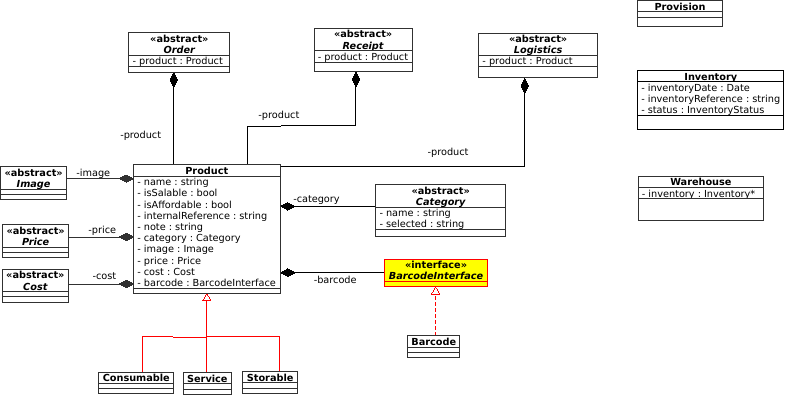 Provision
«abstract»
Order
- product : Product
«abstract»
Receipt
- product : Product
«abstract»
Logistics
- product : Product
Inventory
- inventoryDate : Date
- inventoryReference : string
- status : InventoryStatus
-product
-product
-product
«abstract»
Image
-image
Product
- name : string
- isSalable : bool
- isAffordable : bool
- internalReference : string
- note : string
- category : Category
- image : Image
- price : Price
- cost : Cost
- barcode : BarcodeInterface
-category
«abstract»
Category
- name : string
- selected : string
Warehouse
- inventory : Inventory*
«abstract»
Price
-price
«abstract»
Cost
-cost
-barcode
«interface»
BarcodeInterface
Barcode
Consumable
Service
Storable